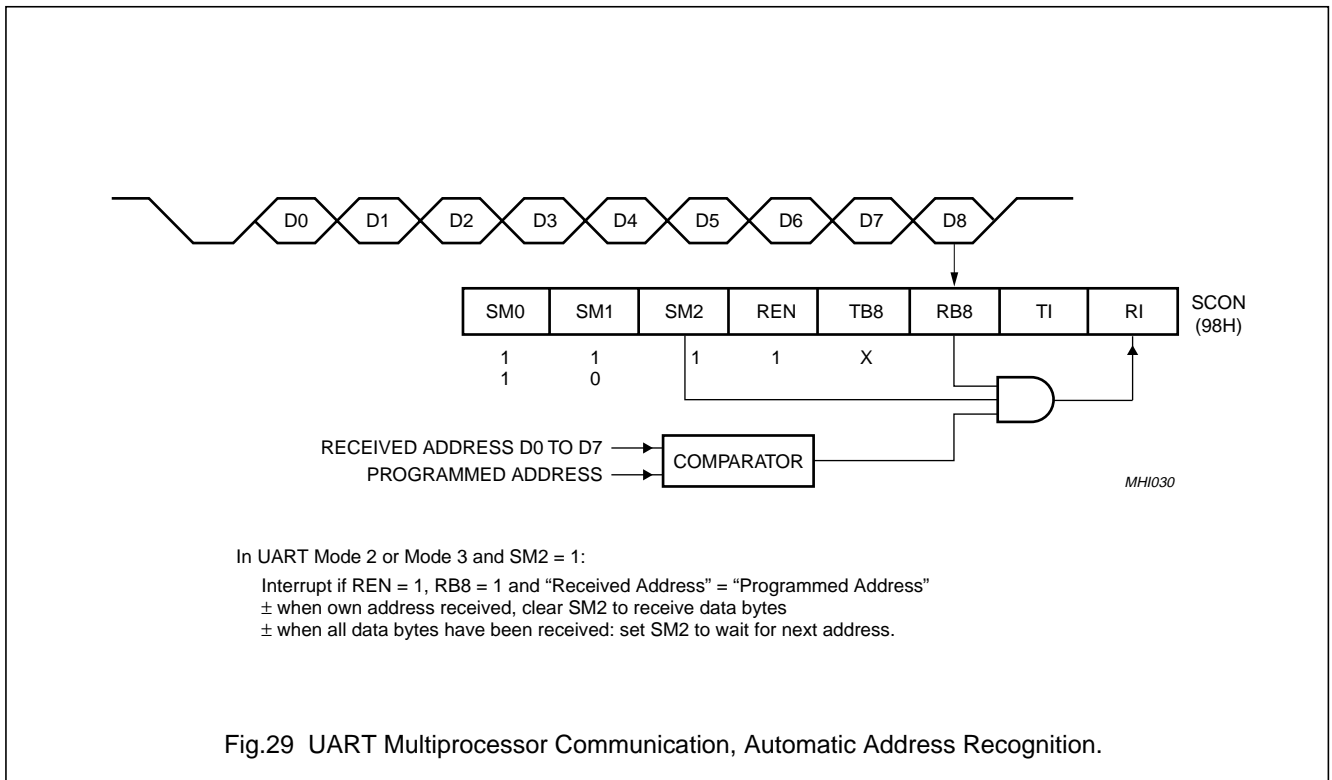 D0 D1 D2 D3 D4 D5 D6 D7 D8
SM0 SM1 SM2 REN TB8 RB8 TI RI
SCON
(98H)
1 1 1 1 X
1 0
RECEIVED ADDRESS D0 TO D7
PROGRAMMED ADDRESS
COMPARATOR
MHI030
In UART Mode 2 or Mode 3 and SM2 = 1:
Interrupt if REN = 1, RB8 = 1 and “Received Address” = “Programmed Address”
± when own address received, clear SM2 to receive data bytes
± when all data bytes have been received: set SM2 to wait for next address.
Fig.29 UART Multiprocessor Communication, Automatic Address Recognition.